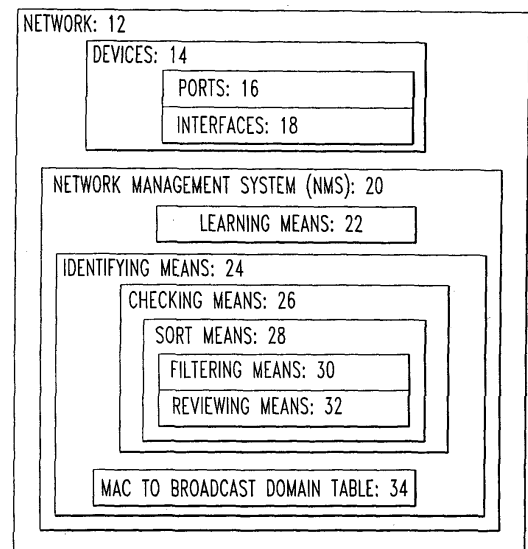 NETWORK: 12
DEVICES: 14
PORTS: 16
INTERFACES: 18
NETWORK MANAGEMENT SYSTEM (NMS): 20
LEARNING MEANS: 22
IDENTIFYING MEANS: 24
CHECKING MEANS: 26
SORT MEANS: 28
FILTERING MEANS: 30
REVIEWING MEANS: 32
MAC TO BROADCAST DOMAIN TABLE: 34